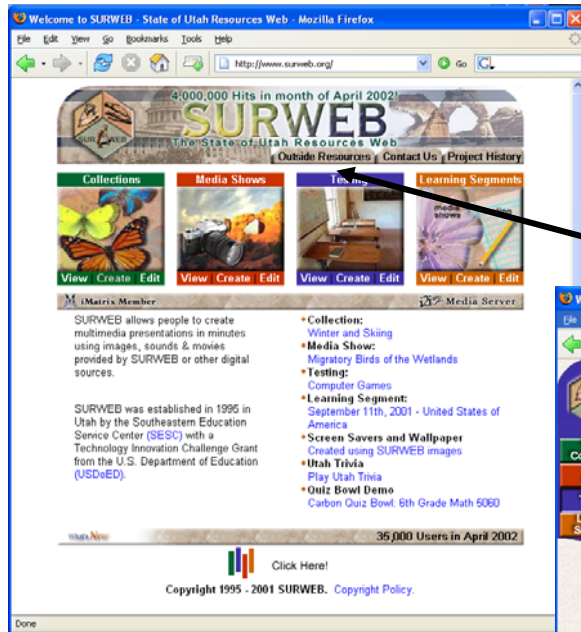 Welcome to SURWEB - State of Utah Resources Web - Mozilla Firefox
File Edit View Go Bookmarks Tools Help
http://www.surweb.org/ Go
4,000,000 Hits in month of April 2002!
SURWEB
SUR WEB
The State of Utah Resources Web
Outside Resources Contact Us Project History
Collections Media Shows Testing Learning Segments
media shows
View Create Edit View Create Edit View Create Edit View Create Edit
iMatrix Member Media Server
SURWEB allows people to create
multimedia presentations in minutes
using images, sounds & movies
provided by SURWEB or other digital
sources.
SURWEB was established in 1995 in
Utah by the Southeastern Education
Service Center (SESC) with a
Technology Innovation Challenge Grant
from the U.S. Department of Education
(USDoED).
•Collection:
Winter and Skiing
•Media Show:
Migratory Birds of the Wetlands
•Testing:
Computer Games
•Learning Segment:
September 11th, 2001 - United States of
America
•Screen Savers and Wallpaper
Created using SURWEB images
•Utah Trivia
Play Utah Trivia
•Quiz Bowl Demo
Carbon Quiz Bowl: 6th Grade Math 5060
What's New 35,000 Users in April 2002
Click Here!
Copyright 1995 - 2001 SURWEB. Copyright Policy.
Done